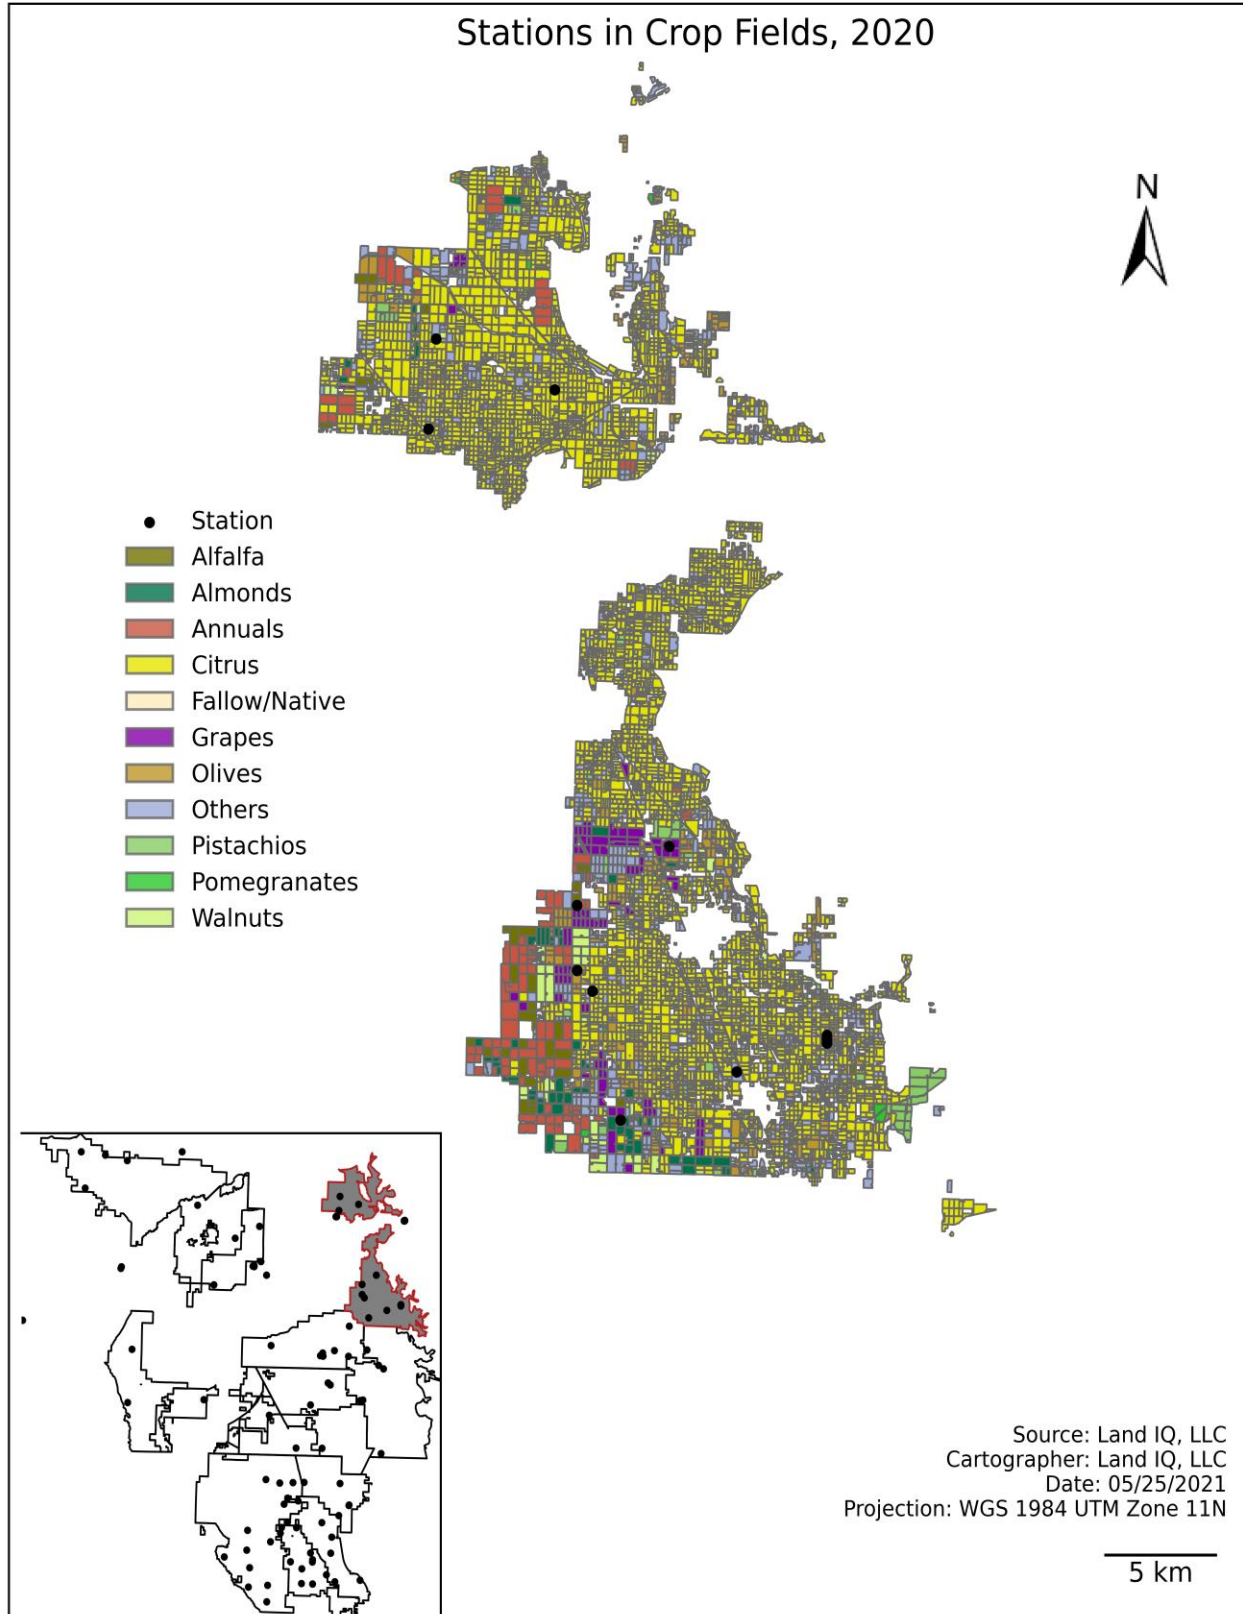 Stations in Crop Fields, 2020
N
Station
Alfalfa
Almonds
Annuals
Citrus
Fallow/Native
Grapes
Olives
Others
Pistachios
Pomegranates
Walnuts
Source: Land IQ, LLC
Cartographer: Land IQ, LLC
Date: 05/25/2021
Projection: WGS 1984 UTM Zone 11N
5 km